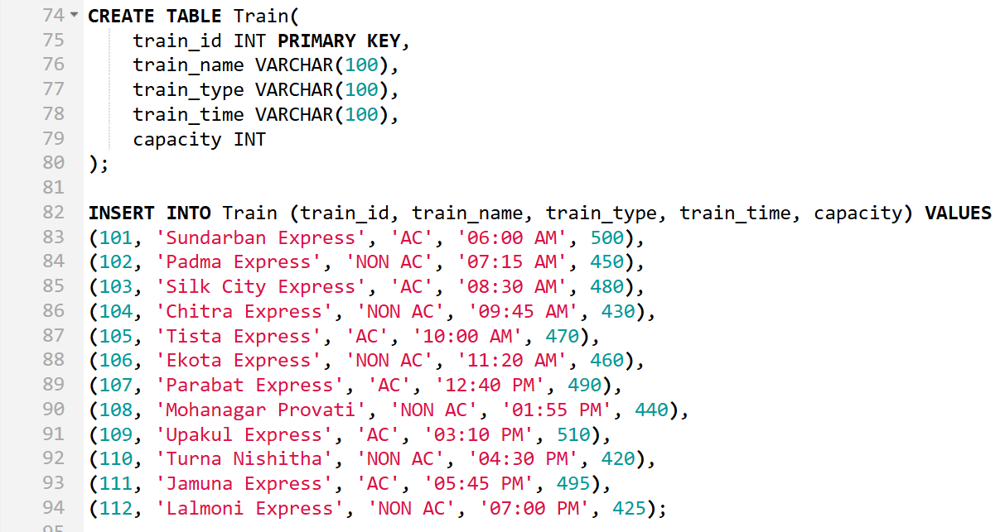 74 CREATE TABLE Train(
75     train_id INT PRIMARY KEY,
76     train_name VARCHAR(100),
77     train_type VARCHAR(100),
78     train_time VARCHAR(100),
79     capacity INT
80 );
81
82 INSERT INTO Train (train_id, train_name, train_type, train_time, capacity) VALUES
83 (101, 'Sundarban Express', 'AC', '06:00 AM', 500),
84 (102, 'Padma Express', 'NON AC', '07:15 AM', 450),
85 (103, 'Silk City Express', 'AC', '08:30 AM', 480),
86 (104, 'Chitra Express', 'NON AC', '09:45 AM', 430),
87 (105, 'Tista Express', 'AC', '10:00 AM', 470),
88 (106, 'Ekota Express', 'NON AC', '11:20 AM', 460),
89 (107, 'Parabat Express', 'AC', '12:40 PM', 490),
90 (108, 'Mohanagar Provati', 'NON AC', '01:55 PM', 440),
91 (109, 'Upakul Express', 'AC', '03:10 PM', 510),
92 (110, 'Turna Nishitha', 'NON AC', '04:30 PM', 420),
93 (111, 'Jamuna Express', 'AC', '05:45 PM', 495),
94 (112, 'Lalmoni Express', 'NON AC', '07:00 PM', 425);
95